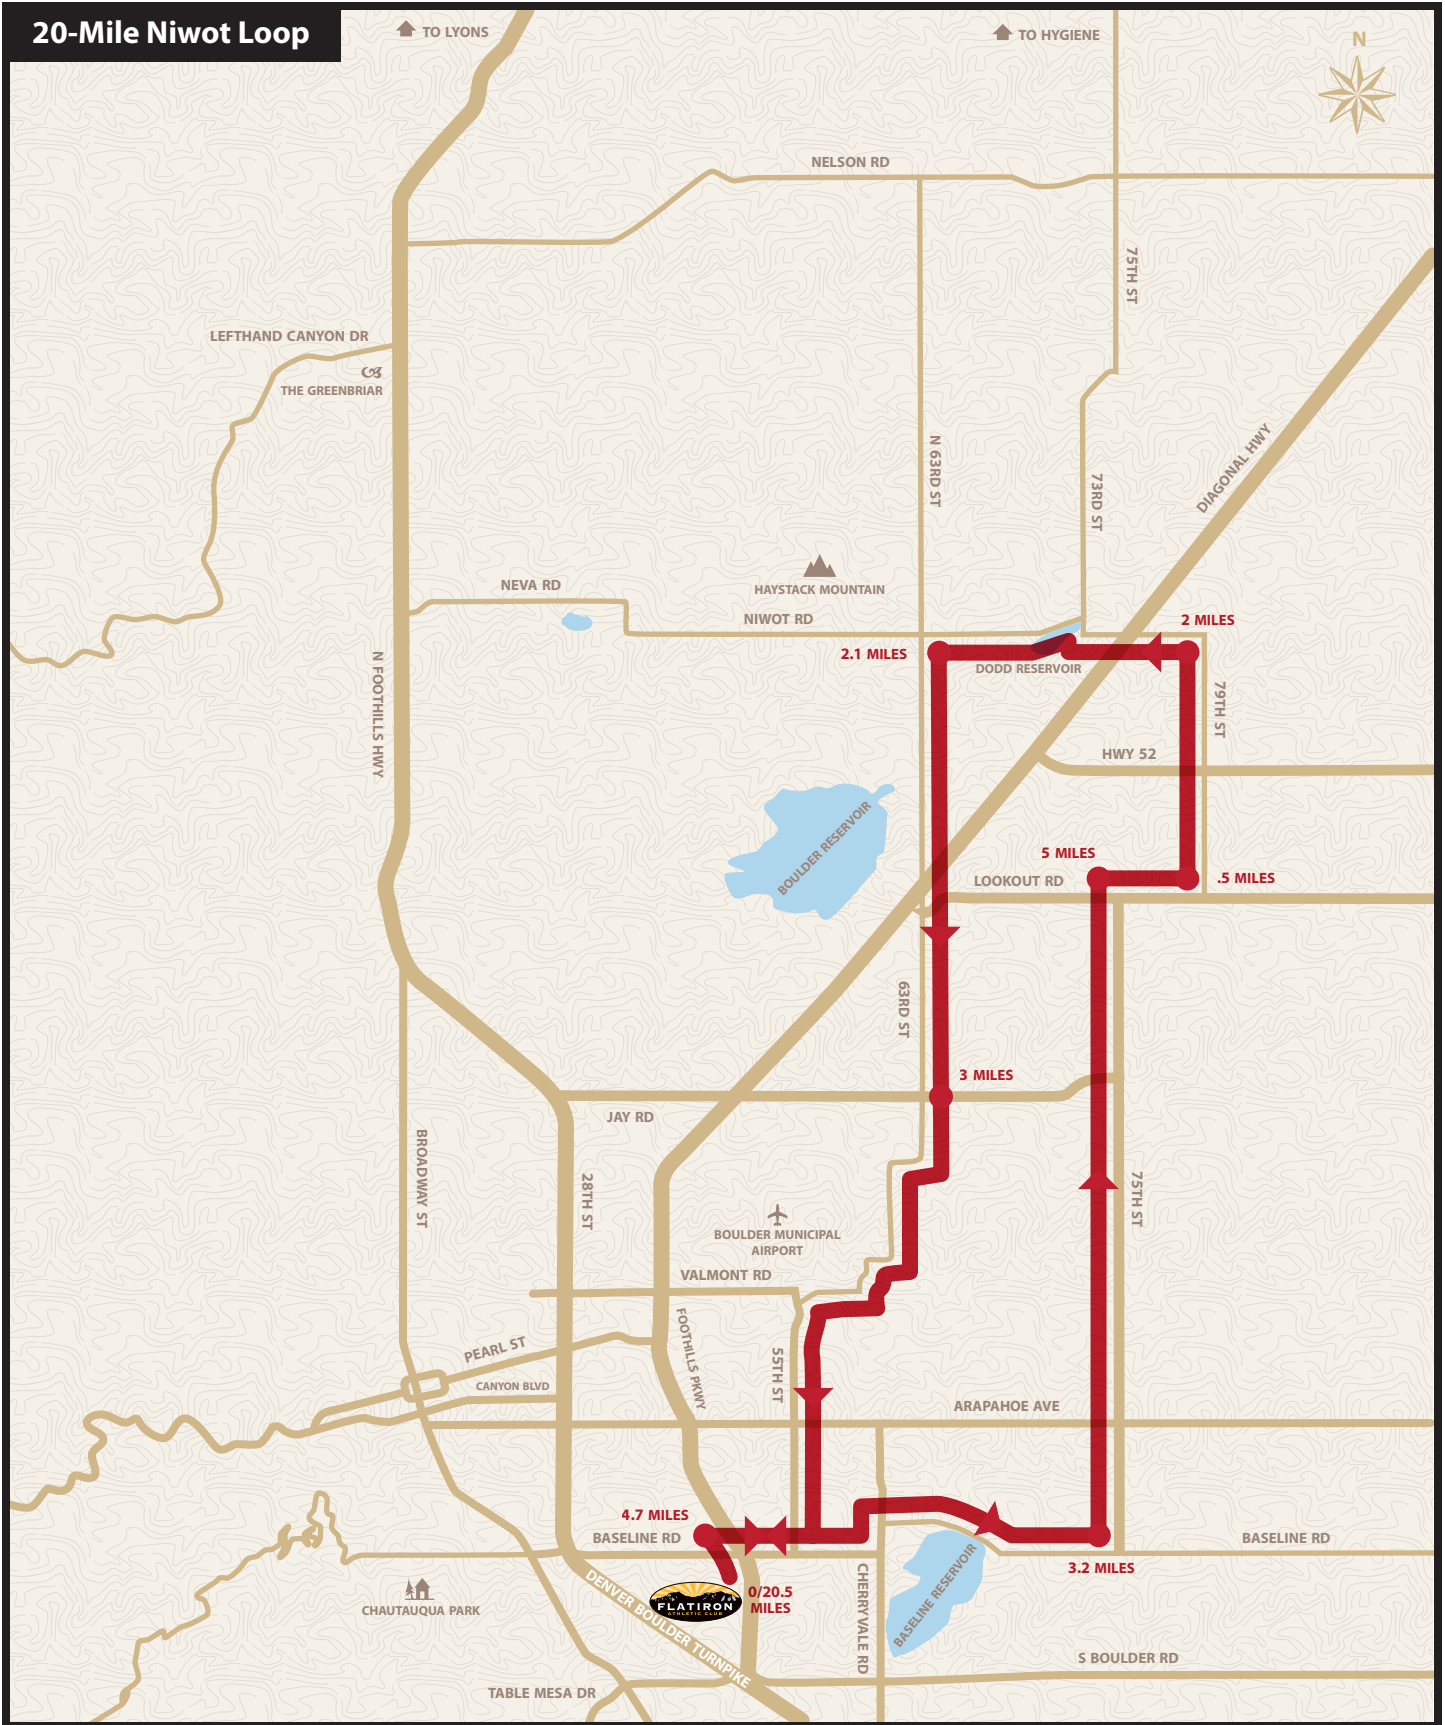 20-Mile Niwot Loop
TO LYONS
TO HYGIENE
N
NELSON RD
75TH ST
LEFTHAND CANYON DR
THE GREENBRIAR
N 63RD ST
73RD ST
DIAGONAL HWY
HAYSTACK MOUNTAIN
NEVA RD
NIWOT RD
2 MILES
2.1 MILES
DODD RESERVOIR
N FOOTHILLS HWY
79TH ST
HWY 52
BOULDER RESERVOIR
5 MILES
LOOKOUT RD
.5 MILES
63RD ST
3 MILES
JAY RD
BROADWAY ST
28TH ST
75TH ST
BOULDER MUNICIPAL
AIRPORT
VALMONT RD
FOOTHILLS PKWY
PEARL ST
55TH ST
CANYON BLVD
ARAPAHOE AVE
4.7 MILES
BASELINE RD
BASELINE RD
3.2 MILES
CHERRYVALE RD
BASELINE RESERVOIR
DENVER BOULDER TURNPIKE
FLATIRON
ATHLETIC CLUB
0/20.5
MILES
CHAUTAUQUA PARK
S BOULDER RD
TABLE MESA DR